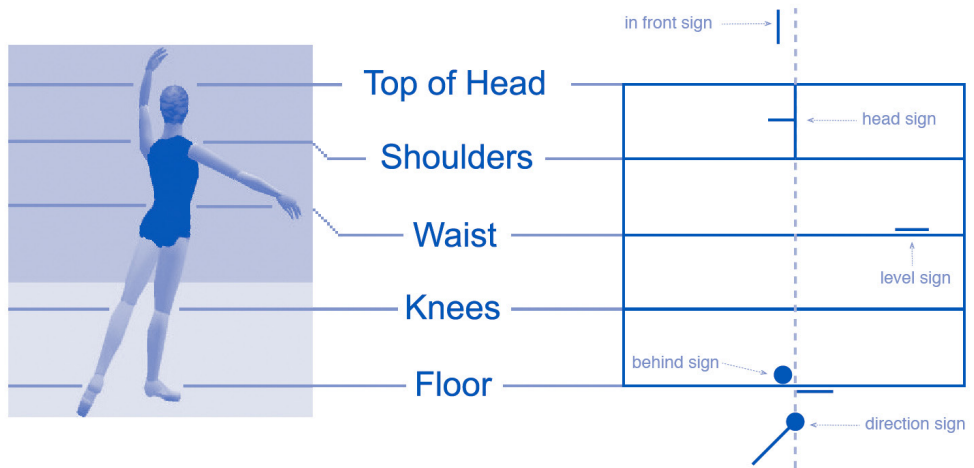 in front sign
Top of Head
head sign
Shoulders
Waist
level sign
Knees
behind sign
Floor
direction sign